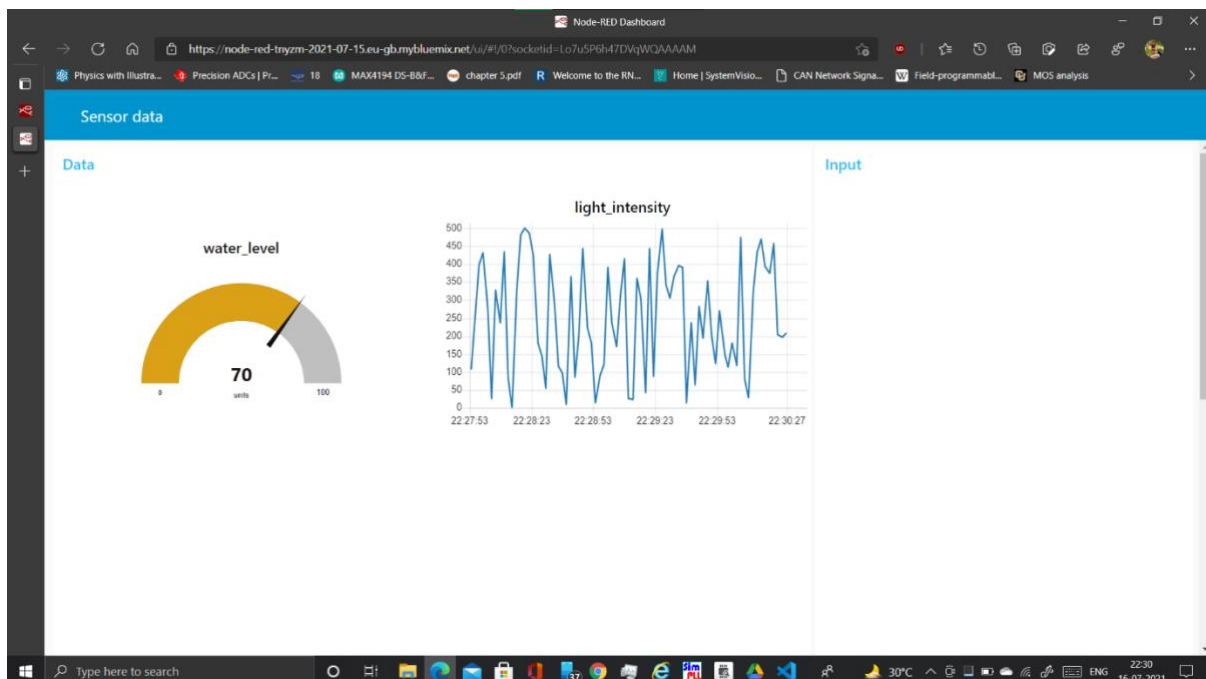 Node-RED Dashboard
https://node-red-tnyzm-2021-07-15.eu-gb.mybluemix.net/ui/#!/0?socketid=Lo7u5P6h47DVqWQAAAAM
Physics with Illustra... Precision ADCs | Pr... 18 MAX4194 DS-B&F... chapter 5.pdf R Welcome to the RN... Home | SystemVisio... CAN Network Signa... W Field-programmabl... MOS analysis
Sensor data
Data
Input
water_level
70
units
0
100
light_intensity
500
450
400
350
300
250
200
150
100
50
0
22:27:53 22:28:23 22:28:53 22:29:23 22:29:53 22:30:27
Type here to search
37
30°C
ENG
22:30
16-07-2021